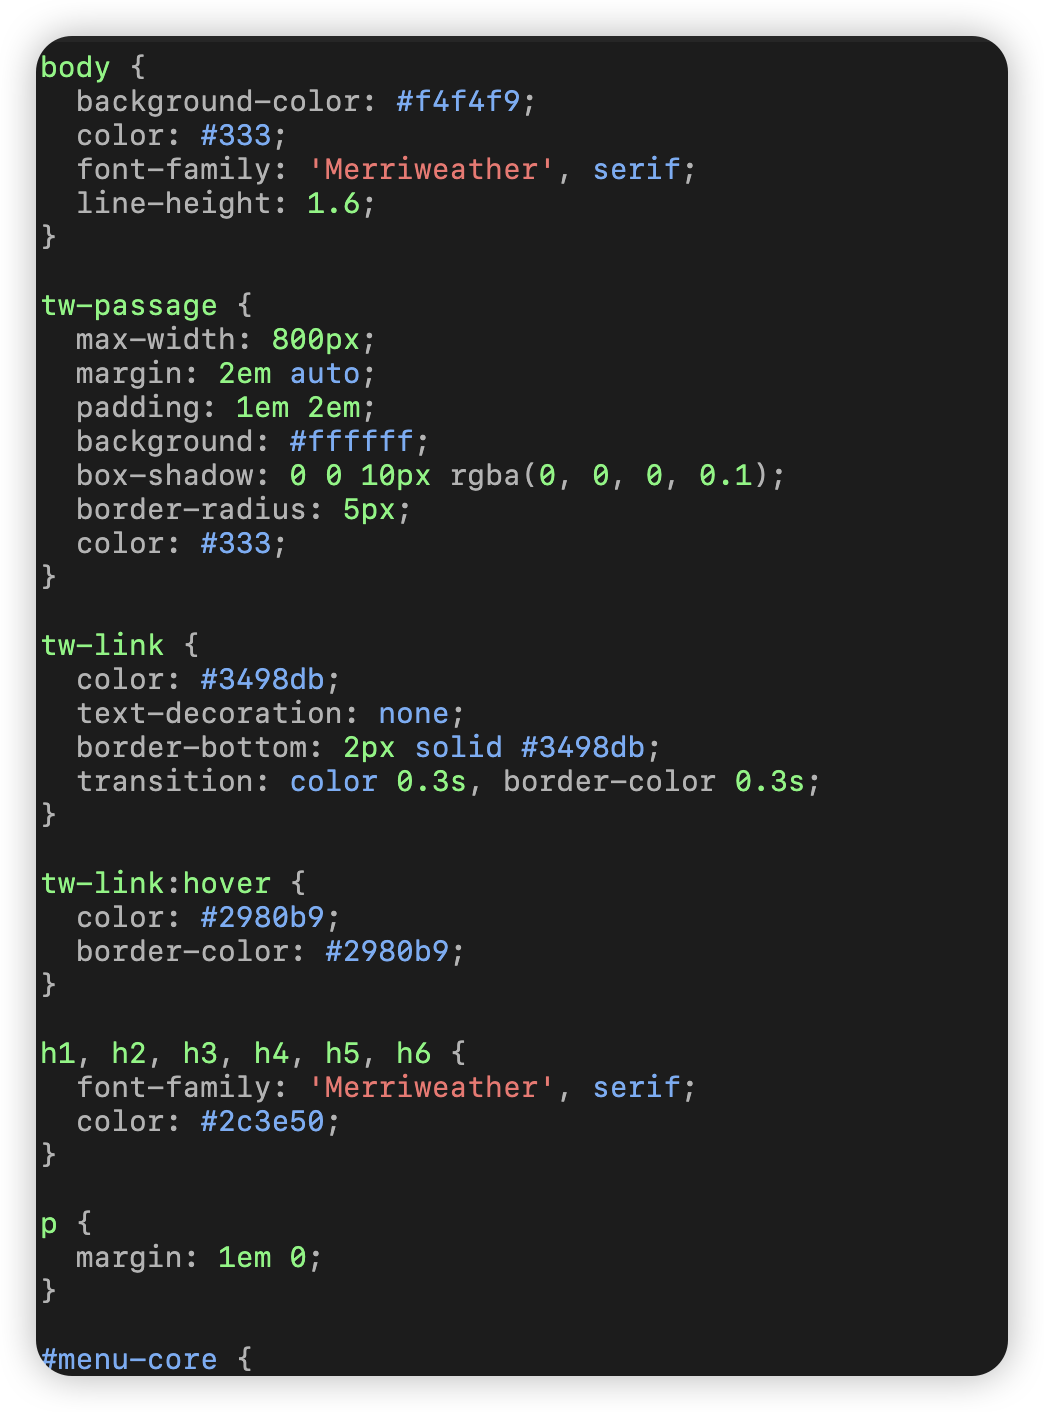 body {
  background-color: #f4f4f9;
  color: #333;
  font-family: 'Merriweather', serif;
  line-height: 1.6;
}

tw-passage {
  max-width: 800px;
  margin: 2em auto;
  padding: 1em 2em;
  background: #ffffff;
  box-shadow: 0 0 10px rgba(0, 0, 0, 0.1);
  border-radius: 5px;
  color: #333;
}

tw-link {
  color: #3498db;
  text-decoration: none;
  border-bottom: 2px solid #3498db;
  transition: color 0.3s, border-color 0.3s;
}

tw-link:hover {
  color: #2980b9;
  border-color: #2980b9;
}

h1, h2, h3, h4, h5, h6 {
  font-family: 'Merriweather', serif;
  color: #2c3e50;
}

p {
  margin: 1em 0;
}

#menu-core {